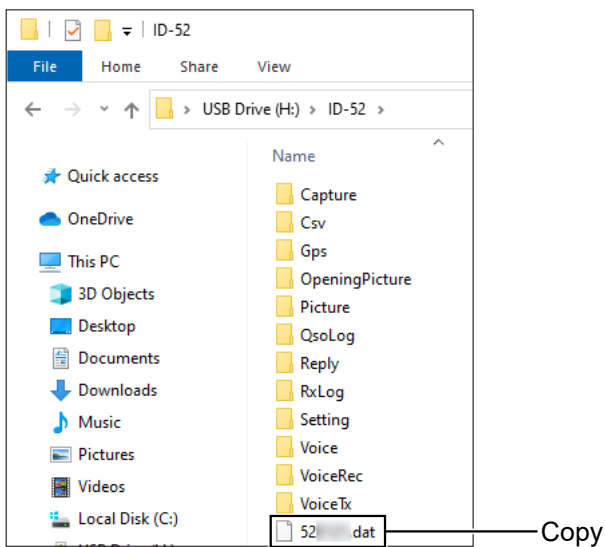 ID-52
File Home Share View
USB Drive (H:) › ID-52 ›
Name
Quick access
OneDrive
This PC
3D Objects
Desktop
Documents
Downloads
Music
Pictures
Videos
Local Disk (C:)
Capture
Csv
Gps
OpeningPicture
Picture
QsoLog
Reply
RxLog
Setting
Voice
VoiceRec
VoiceTx
52 .dat
Copy